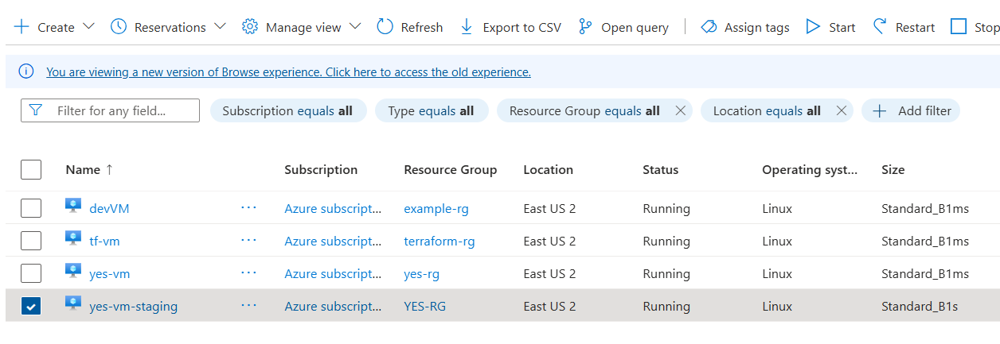 Create Reservations Manage view Refresh Export to CSV Open query Assign tags Start Restart Stop
You are viewing a new version of Browse experience. Click here to access the old experience.
Filter for any field... Subscription equals all Type equals all Resource Group equals all Location equals all Add filter
Name ↑ Subscription Resource Group Location Status Operating syst... Size
devVM ... Azure subscript... example-rg East US 2 Running Linux Standard_B1ms
tf-vm ... Azure subscript... terraform-rg East US 2 Running Linux Standard_B1ms
yes-vm ... Azure subscript... yes-rg East US 2 Running Linux Standard_B1ms
yes-vm-staging ... Azure subscript... YES-RG East US 2 Running Linux Standard_B1s